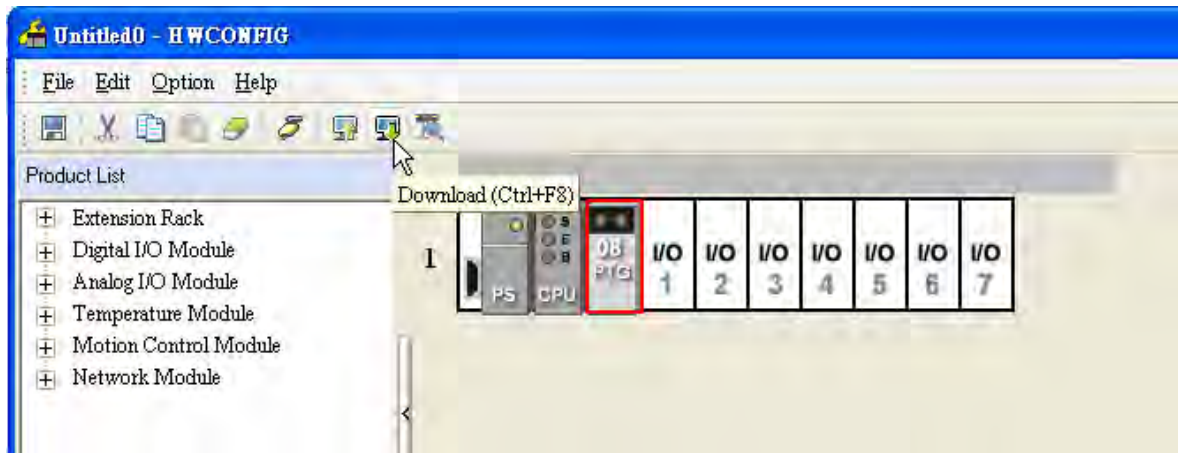 Untitled0 - HWCONFIG
File Edit Option Help
Product List
Download (Ctrl+F8)
Extension Rack
Digital I/O Module
Analog I/O Module
Temperature Module
Motion Control Module
Network Module
1
PS
CPU
08
PTG
I/O I/O I/O I/O I/O I/O I/O
1 2 3 4 5 6 7